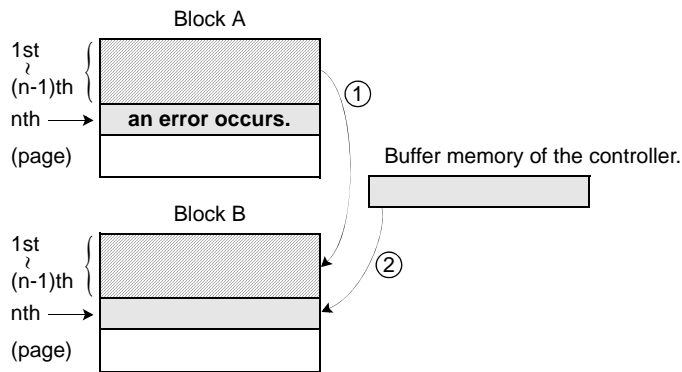 Block A
1st
~
(n-1)th
nth
an error occurs.
(page)
①
Buffer memory of the controller.
Block B
1st
~
(n-1)th
②
nth
(page)